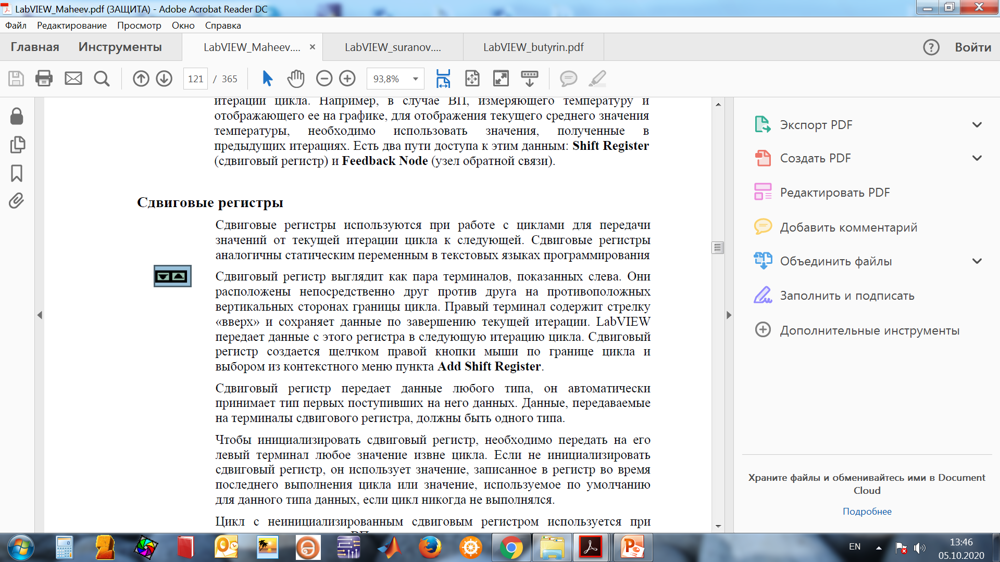 LabVIEW_Maheev.pdf (ЗАЩИТА) - Adobe Acrobat Reader DC
Файл Редактирование Просмотр Окно Справка
Главная Инструменты LabVIEW_Maheev.... × LabVIEW_suranov.... LabVIEW_butyrin.pdf ? Войти
121 / 365 93,8%
итерации цикла. Например, в случае ВП, измеряющего температуру и
отображающего ее на графике, для отображения текущего среднего значения
температуры, необходимо использовать значения, полученные в
предыдущих итерациях. Есть два пути доступа к этим данным: Shift Register
(сдвиговый регистр) и Feedback Node (узел обратной связи).
Сдвиговые регистры
Сдвиговые регистры используются при работе с циклами для передачи
значений от текущей итерации цикла к следующей. Сдвиговые регистры
аналогичны статическим переменным в текстовых языках программирования
Сдвиговый регистр выглядит как пара терминалов, показанных слева. Они
расположены непосредственно друг против друга на противоположных
вертикальных сторонах границы цикла. Правый терминал содержит стрелку
«вверх» и сохраняет данные по завершению текущей итерации. LabVIEW
передает данные с этого регистра в следующую итерацию цикла. Сдвиговый
регистр создается щелчком правой кнопки мыши по границе цикла и
выбором из контекстного меню пункта Add Shift Register.
Сдвиговый регистр передает данные любого типа, он автоматически
принимает тип первых поступивших на него данных. Данные, передаваемые
на терминалы сдвигового регистра, должны быть одного типа.
Чтобы инициализировать сдвиговый регистр, необходимо передать на его
левый терминал любое значение извне цикла. Если не инициализировать
сдвиговый регистр, он использует значение, записанное в регистр во время
последнего выполнения цикла или значение, используемое по умолчанию
для данного типа данных, если цикл никогда не выполнялся.
Цикл с неинициализированным сдвиговым регистром используется при
Экспорт PDF
Создать PDF
Редактировать PDF
Добавить комментарий
Объединить файлы
Заполнить и подписать
Дополнительные инструменты
Храните файлы и обменивайтесь ими в Document
Cloud
Подробнее
EN
13:46
05.10.2020